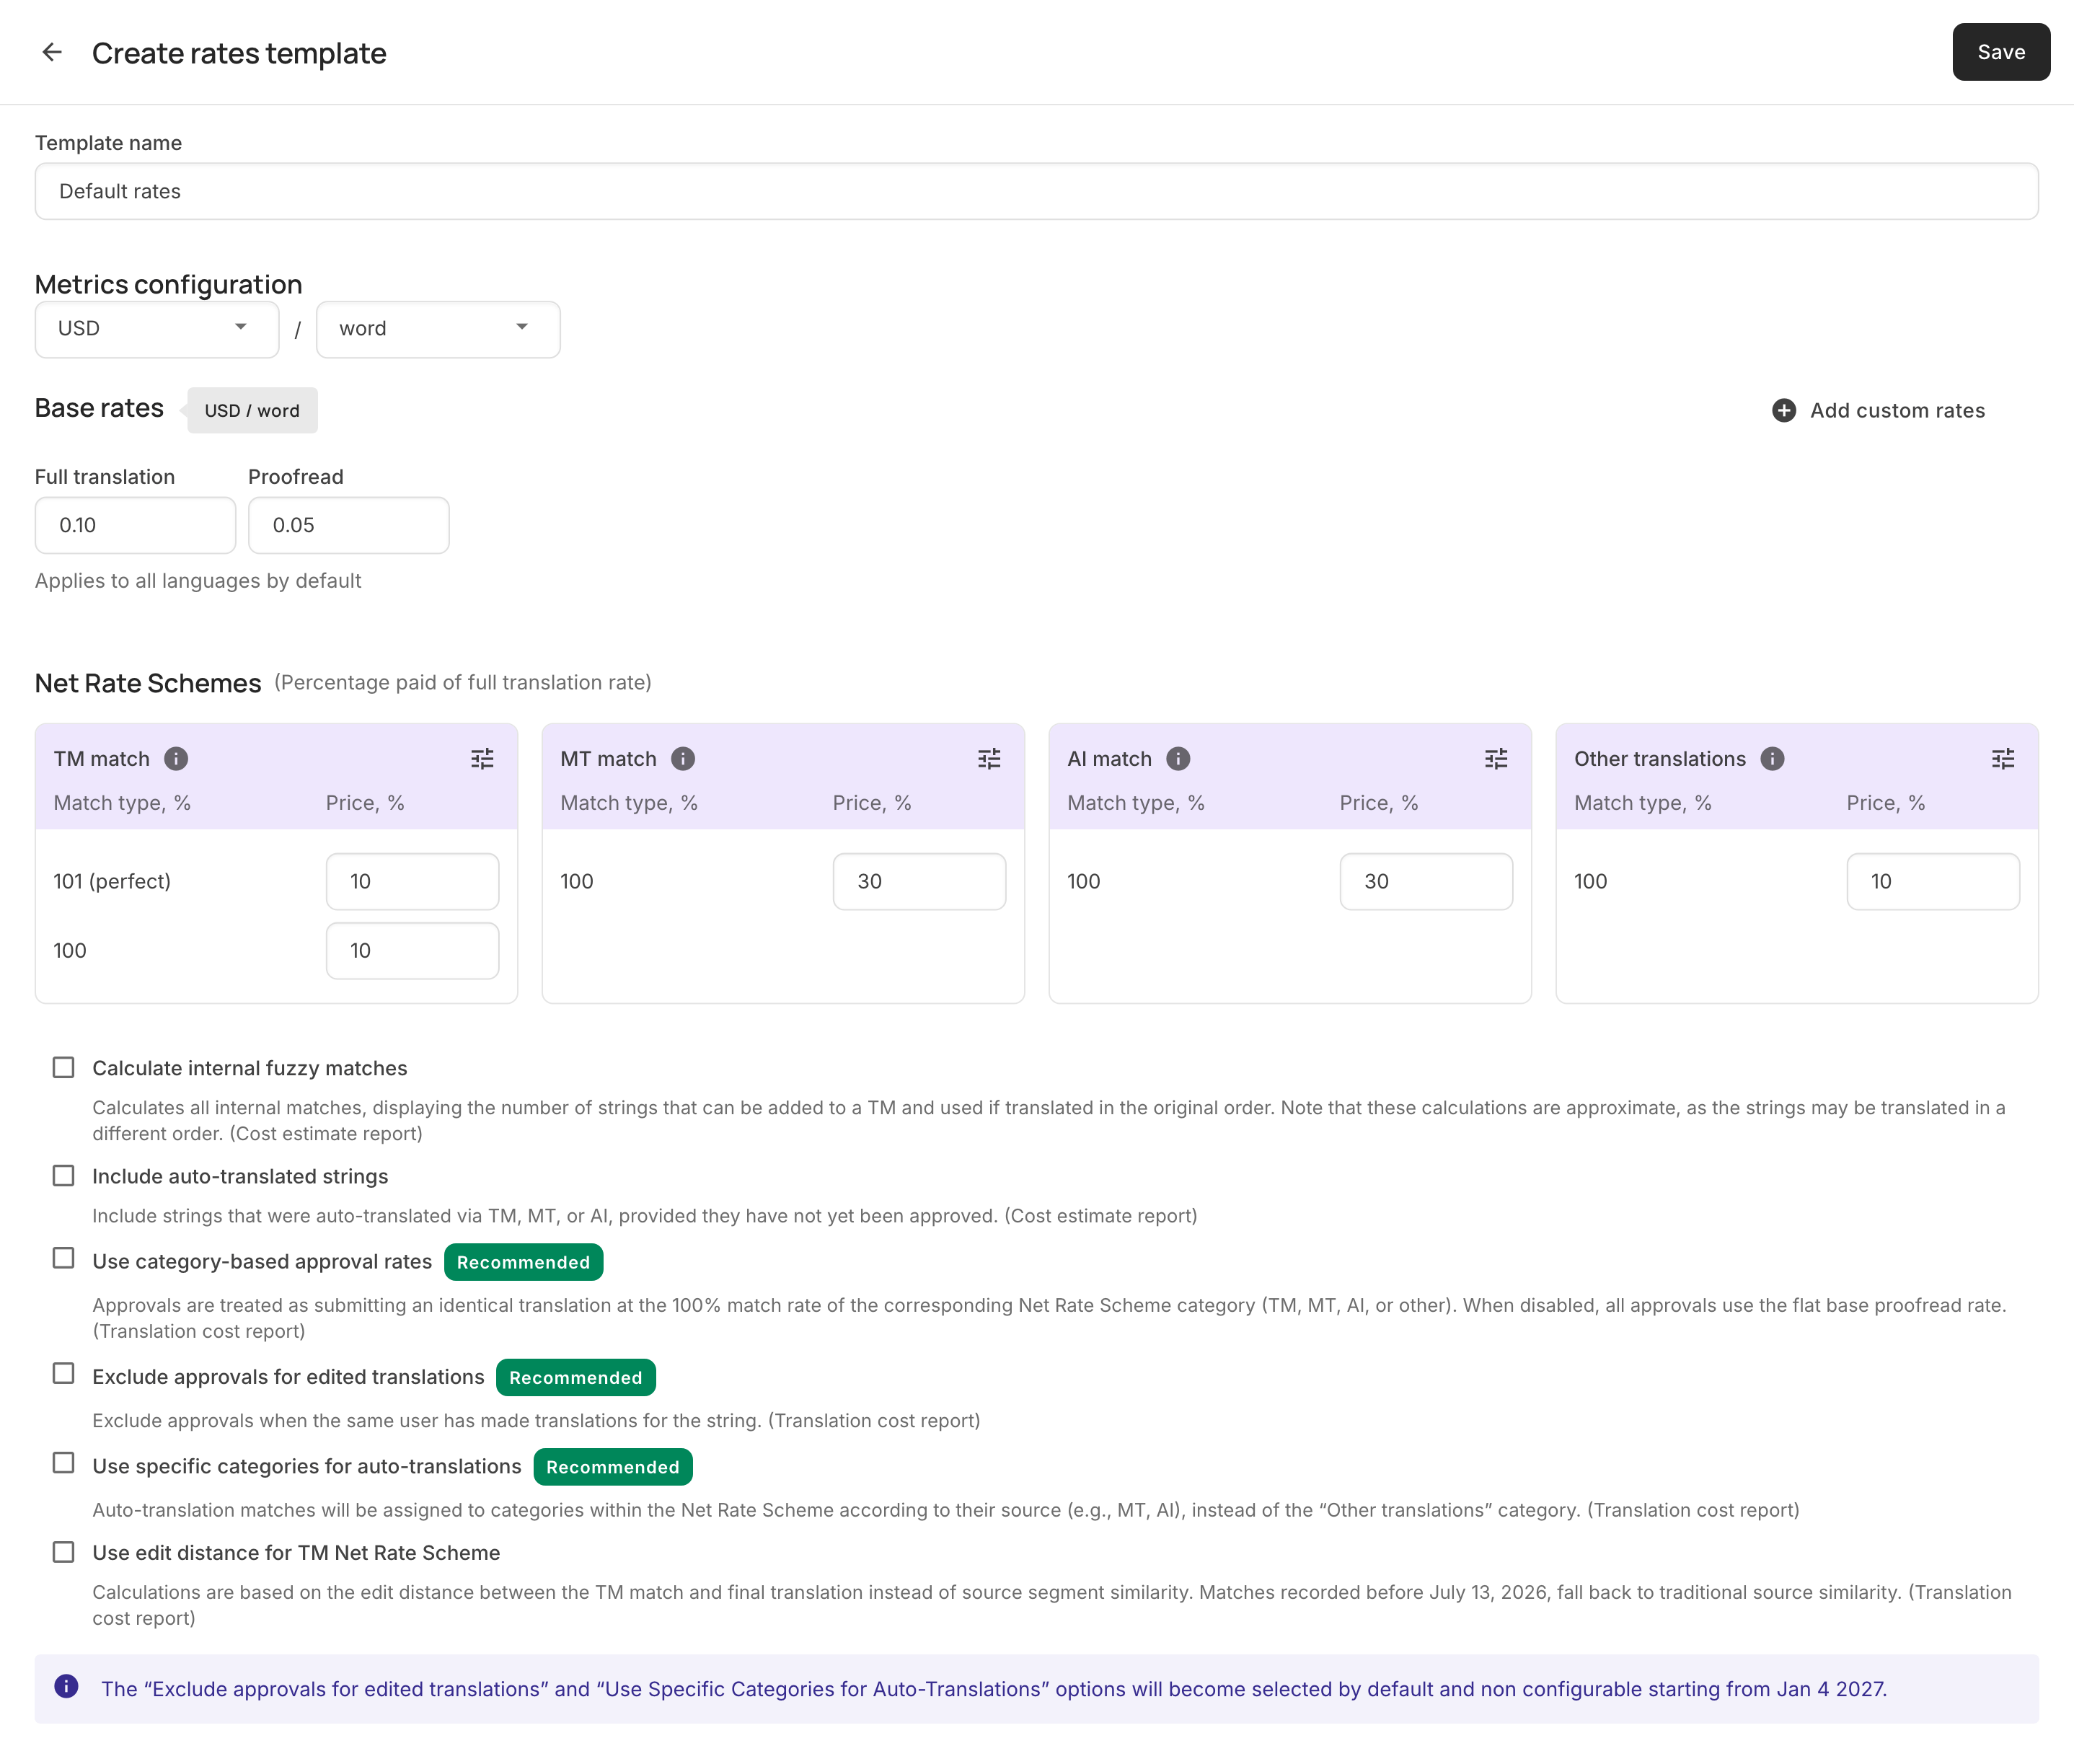 Create rates template
Save
Template name
Default rates
Metrics configuration
USD / word
Base rates USD / word
Add custom rates
Full translation Proofread
0.10 0.05
Applies to all languages by default
Net Rate Schemes (Percentage paid of full translation rate)
TM match
Match type, % Price, %
101 (perfect) 10
100 10
MT match
Match type, % Price, %
100 30
AI match
Match type, % Price, %
100 30
Other translations
Match type, % Price, %
100 10
Calculate internal fuzzy matches
Calculates all internal matches, displaying the number of strings that can be added to a TM and used if translated in the original order. Note that these calculations are approximate, as the strings may be translated in a
different order. (Cost estimate report)
Include auto-translated strings
Include strings that were auto-translated via TM, MT, or AI, provided they have not yet been approved. (Cost estimate report)
Use category-based approval rates Recommended
Approvals are treated as submitting an identical translation at the 100% match rate of the corresponding Net Rate Scheme category (TM, MT, AI, or other). When disabled, all approvals use the flat base proofread rate.
(Translation cost report)
Exclude approvals for edited translations Recommended
Exclude approvals when the same user has made translations for the string. (Translation cost report)
Use specific categories for auto-translations Recommended
Auto-translation matches will be assigned to categories within the Net Rate Scheme according to their source (e.g., MT, AI), instead of the “Other translations” category. (Translation cost report)
Use edit distance for TM Net Rate Scheme
Calculations are based on the edit distance between the TM match and final translation instead of source segment similarity. Matches recorded before July 13, 2026, fall back to traditional source similarity. (Translation
cost report)
The “Exclude approvals for edited translations” and “Use Specific Categories for Auto-Translations” options will become selected by default and non configurable starting from Jan 4 2027.